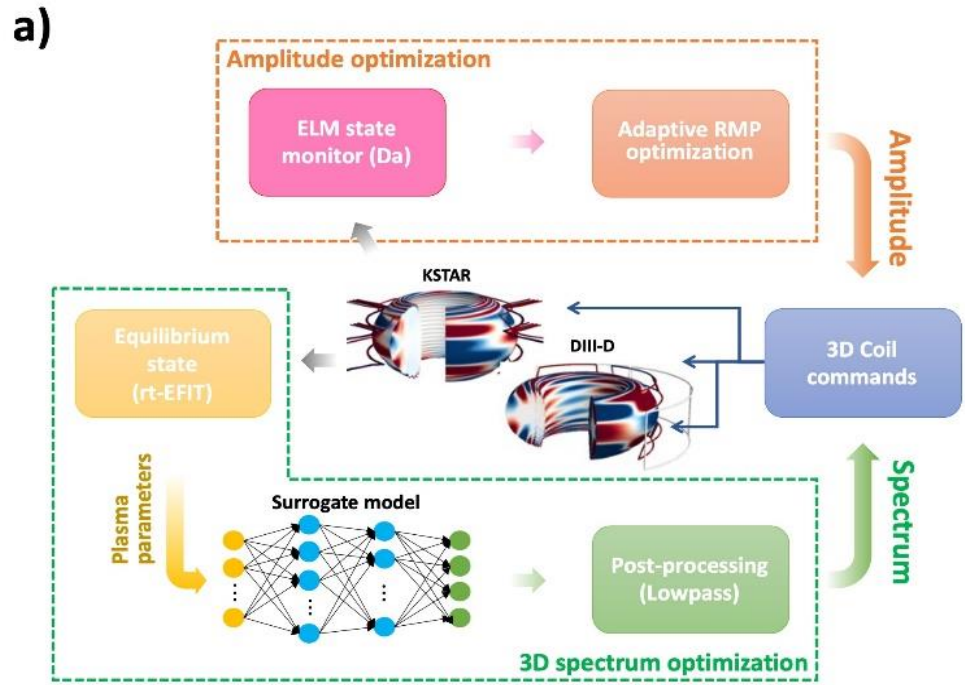 a)
Amplitude optimization
ELM state
monitor (Da)
Adaptive RMP
optimization
Amplitude
KSTAR
DIII-D
Equilibrium
state
(rt-EFIT)
3D Coil
commands
Plasma
parameters
Surrogate model
Post-processing
(Lowpass)
Spectrum
3D spectrum optimization